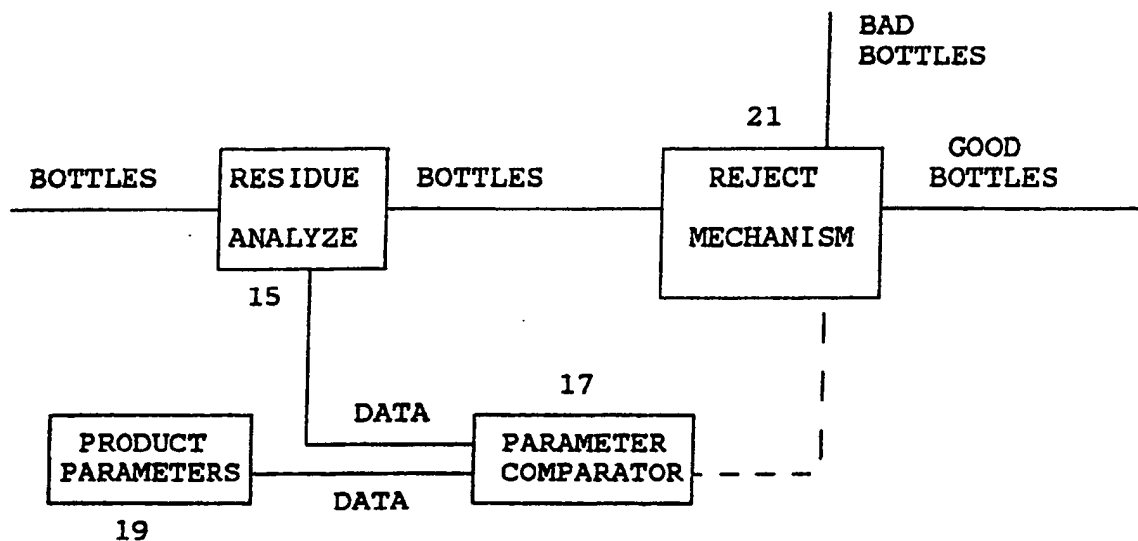 BAD
BOTTLES
21
BOTTLES
RESIDUE
ANALYZE
BOTTLES
REJECT
MECHANISM
GOOD
BOTTLES
15
17
DATA
PRODUCT
PARAMETERS
PARAMETER
COMPARATOR
DATA
19